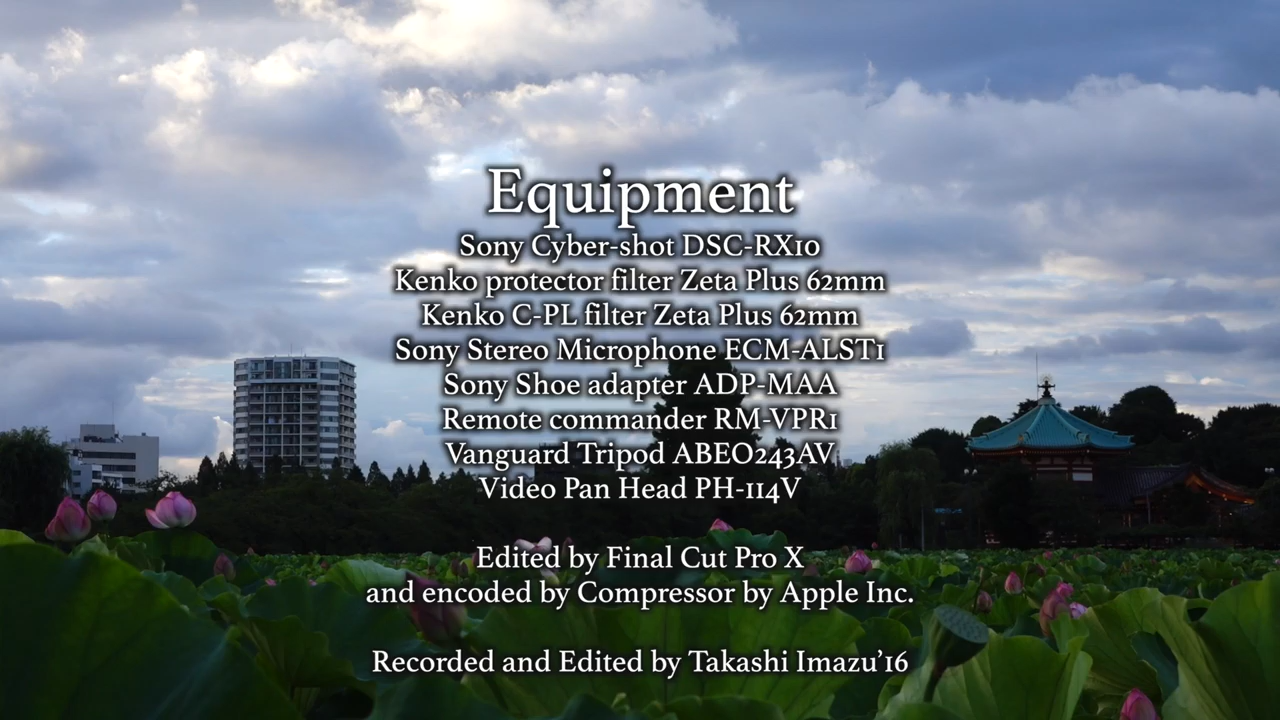 Equipment
Sony Cyber-shot DSC-RX10
Kenko protector filter Zeta Plus 62mm
Kenko C-PL filter Zeta Plus 62mm
Sony Stereo Microphone ECM-ALST1
Sony Shoe adapter ADP-MAA
Remote commander RM-VPR1
Vanguard Tripod ABEO243AV
Video Pan Head PH-114V
Edited by Final Cut Pro X
and encoded by Compressor by Apple Inc.
Recorded and Edited by Takashi Imazu’16